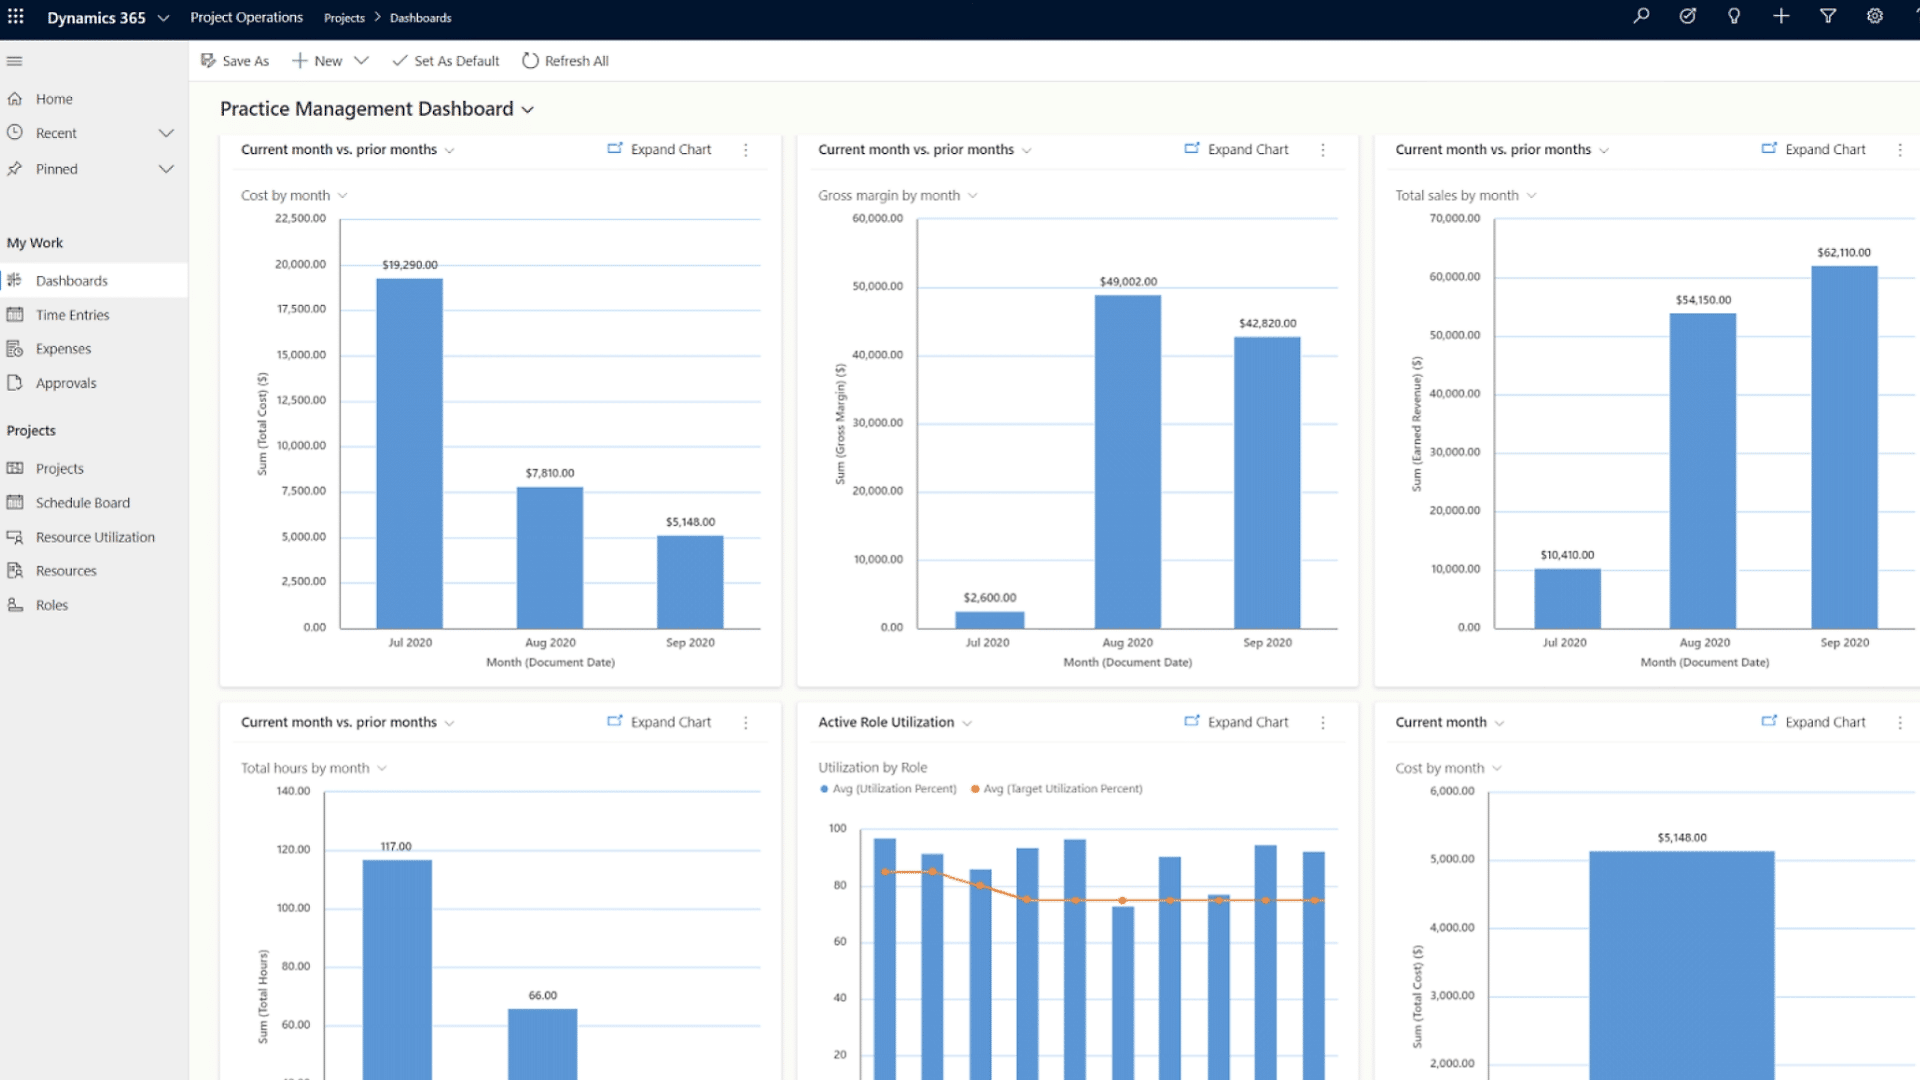 Dynamics 365 Project Operations Projects > Dashboards
Save As New Set As Default Refresh All
Home
Recent
Pinned
My Work
Dashboards
Time Entries
Expenses
Approvals
Projects
Projects
Schedule Board
Resource Utilization
Resources
Roles
Practice Management Dashboard
Current month vs. prior months Expand Chart
Cost by month
22,500.00
20,000.00
17,500.00
15,000.00
12,500.00
10,000.00
7,500.00
5,000.00
2,500.00
0.00
Sum (Total Cost) ($)
$19,290.00
$7,810.00
$5,148.00
Jul 2020 Aug 2020 Sep 2020
Month (Document Date)
Current month vs. prior months Expand Chart
Gross margin by month
60,000.00
50,000.00
40,000.00
30,000.00
20,000.00
10,000.00
0.00
Sum (Gross Margin) ($)
$2,600.00
$49,002.00
$42,820.00
Jul 2020 Aug 2020 Sep 2020
Month (Document Date)
Current month vs. prior months Expand Chart
Total sales by month
70,000.00
60,000.00
50,000.00
40,000.00
30,000.00
20,000.00
10,000.00
0.00
Sum (Earned Revenue) ($)
$10,410.00
$54,150.00
$62,110.00
Jul 2020 Aug 2020 Sep 2020
Month (Document Date)
Current month vs. prior months Expand Chart
Total hours by month
140.00
120.00
100.00
80.00
60.00
Sum (Total Hours)
117.00
66.00
Active Role Utilization Expand Chart
Utilization by Role
Avg (Utilization Percent) Avg (Target Utilization Percent)
100
80
60
40
20
Current month Expand Chart
Cost by month
6,000.00
5,000.00
4,000.00
3,000.00
2,000.00
Sum (Total Cost) ($)
$5,148.00